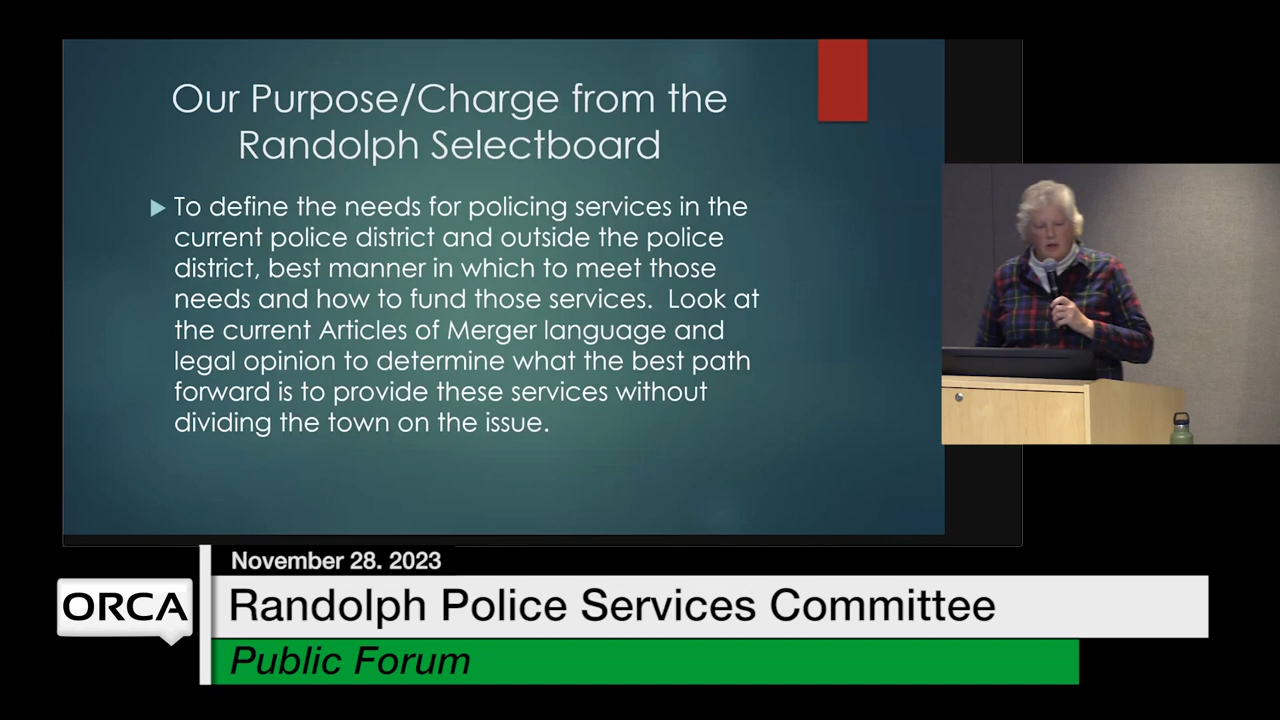 Our Purpose/Charge from the
Randolph Selectboard
To define the needs for policing services in the
current police district and outside the police
district, best manner in which to meet those
needs and how to fund those services.  Look at
the current Articles of Merger language and
legal opinion to determine what the best path
forward is to provide these services without
dividing the town on the issue.
November 28. 2023
ORCA
Randolph Police Services Committee
Public Forum